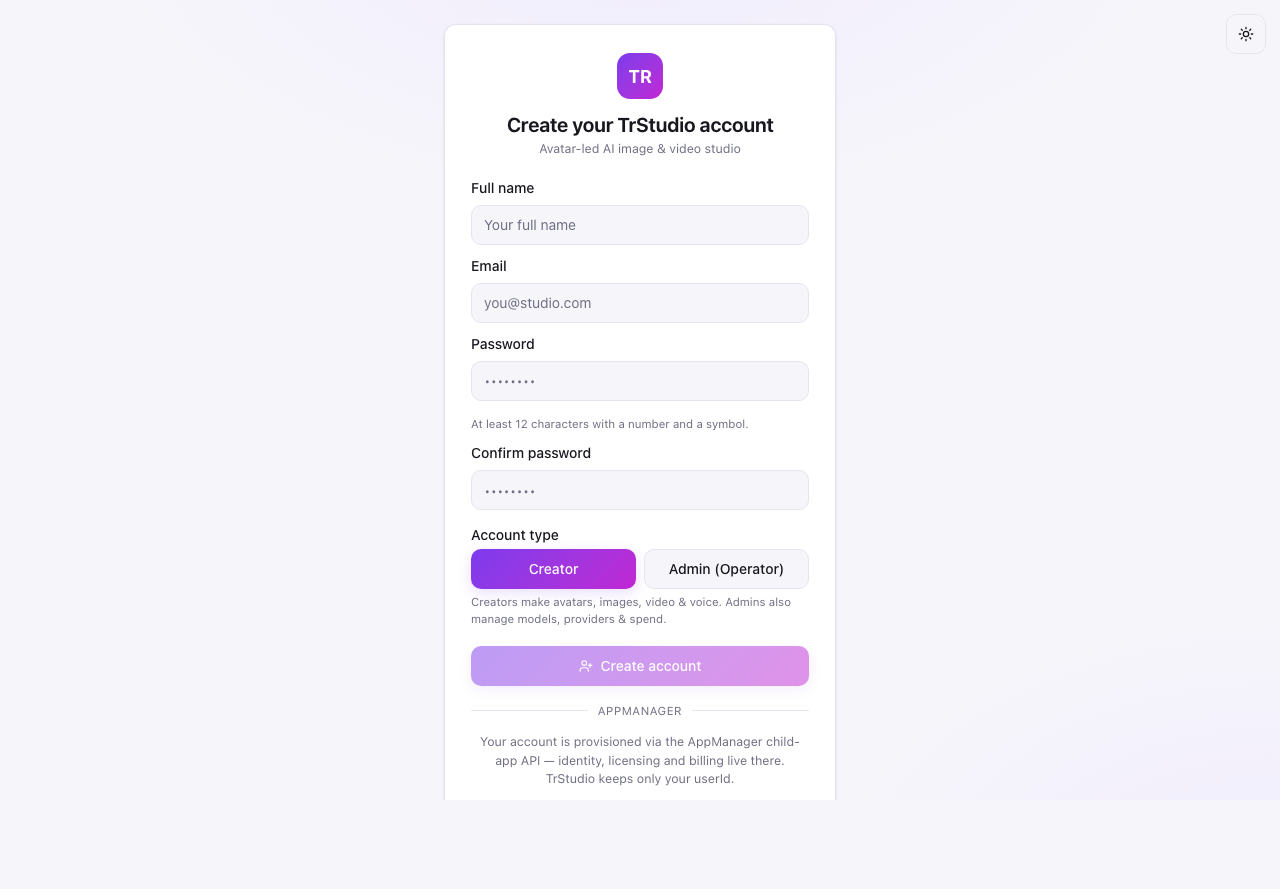 TR
Create your TrStudio account
Avatar-led AI image & video studio
Full name
Your full name
Email
you@studio.com
Password
••••••••
At least 12 characters with a number and a symbol.
Confirm password
••••••••
Account type
Creator
Admin (Operator)
Creators make avatars, images, video & voice. Admins also
manage models, providers & spend.
Create account
APPMANAGER
Your account is provisioned via the AppManager child-
app API — identity, licensing and billing live there.
TrStudio keeps only your userId.